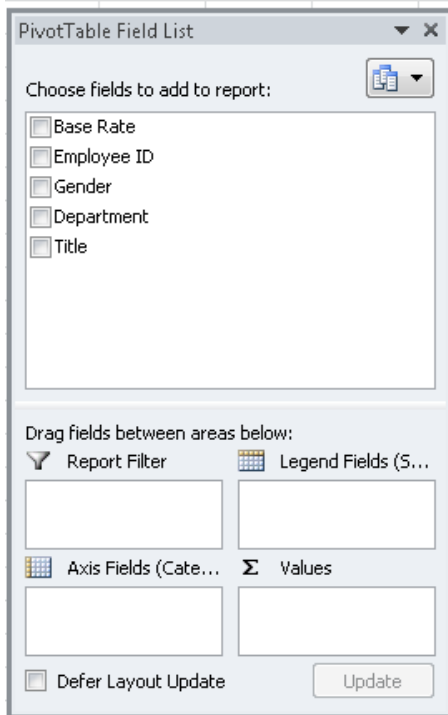 PivotTable Field List
Choose fields to add to report:
Base Rate
Employee ID
Gender
Department
Title
Drag fields between areas below:
Report Filter
Legend Fields (S...
Axis Fields (Cate...
Σ Values
Defer Layout Update
Update